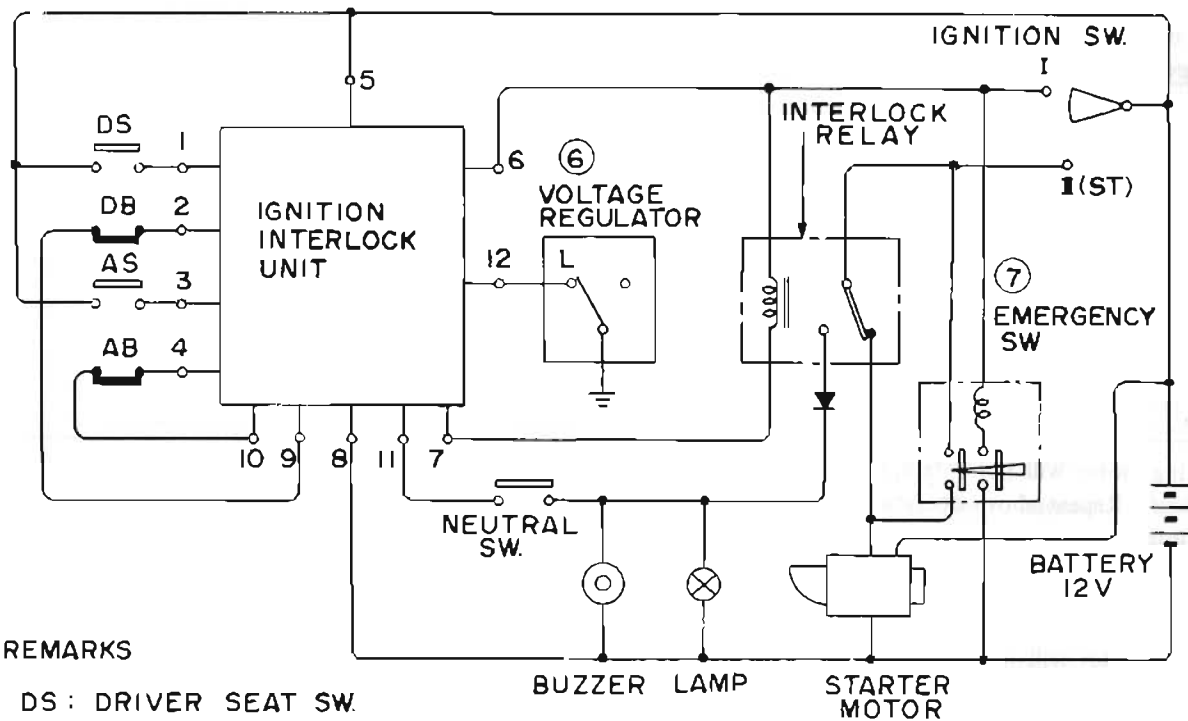 IGNITION SW.
I
5
INTERLOCK
RELAY
DS
1
6
⑥
II(ST)
DB
2
VOLTAGE
REGULATOR
IGNITION
INTERLOCK
UNIT
AS
3
12
L
⑦
EMERGENCY
SW
AB
4
10
9
8
11
7
NEUTRAL
SW.
BATTERY
12V
REMARKS
BUZZER
LAMP
STARTER
MOTOR
DS: DRIVER SEAT SW.